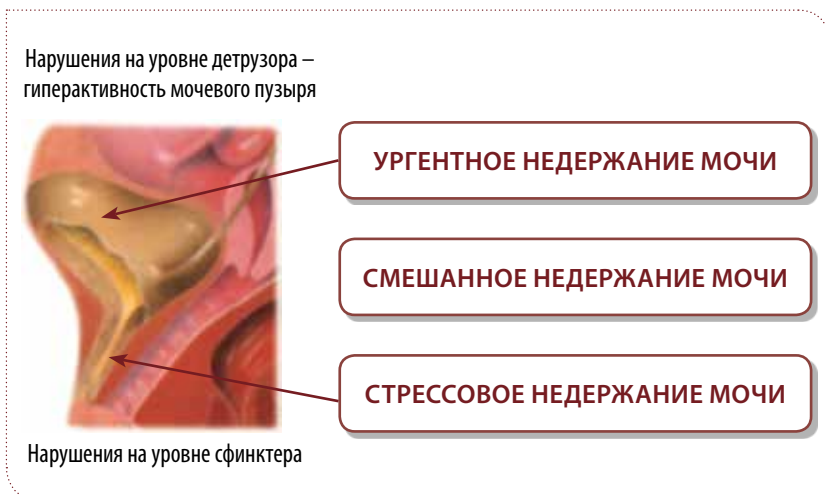 Нарушения на уровне детрузора –
гиперактивность мочевого пузыря
УРГЕНТНОЕ НЕДЕРЖАНИЕ МОЧИ
СМЕШАННОЕ НЕДЕРЖАНИЕ МОЧИ
СТРЕССОВОЕ НЕДЕРЖАНИЕ МОЧИ
Нарушения на уровне сфинктера